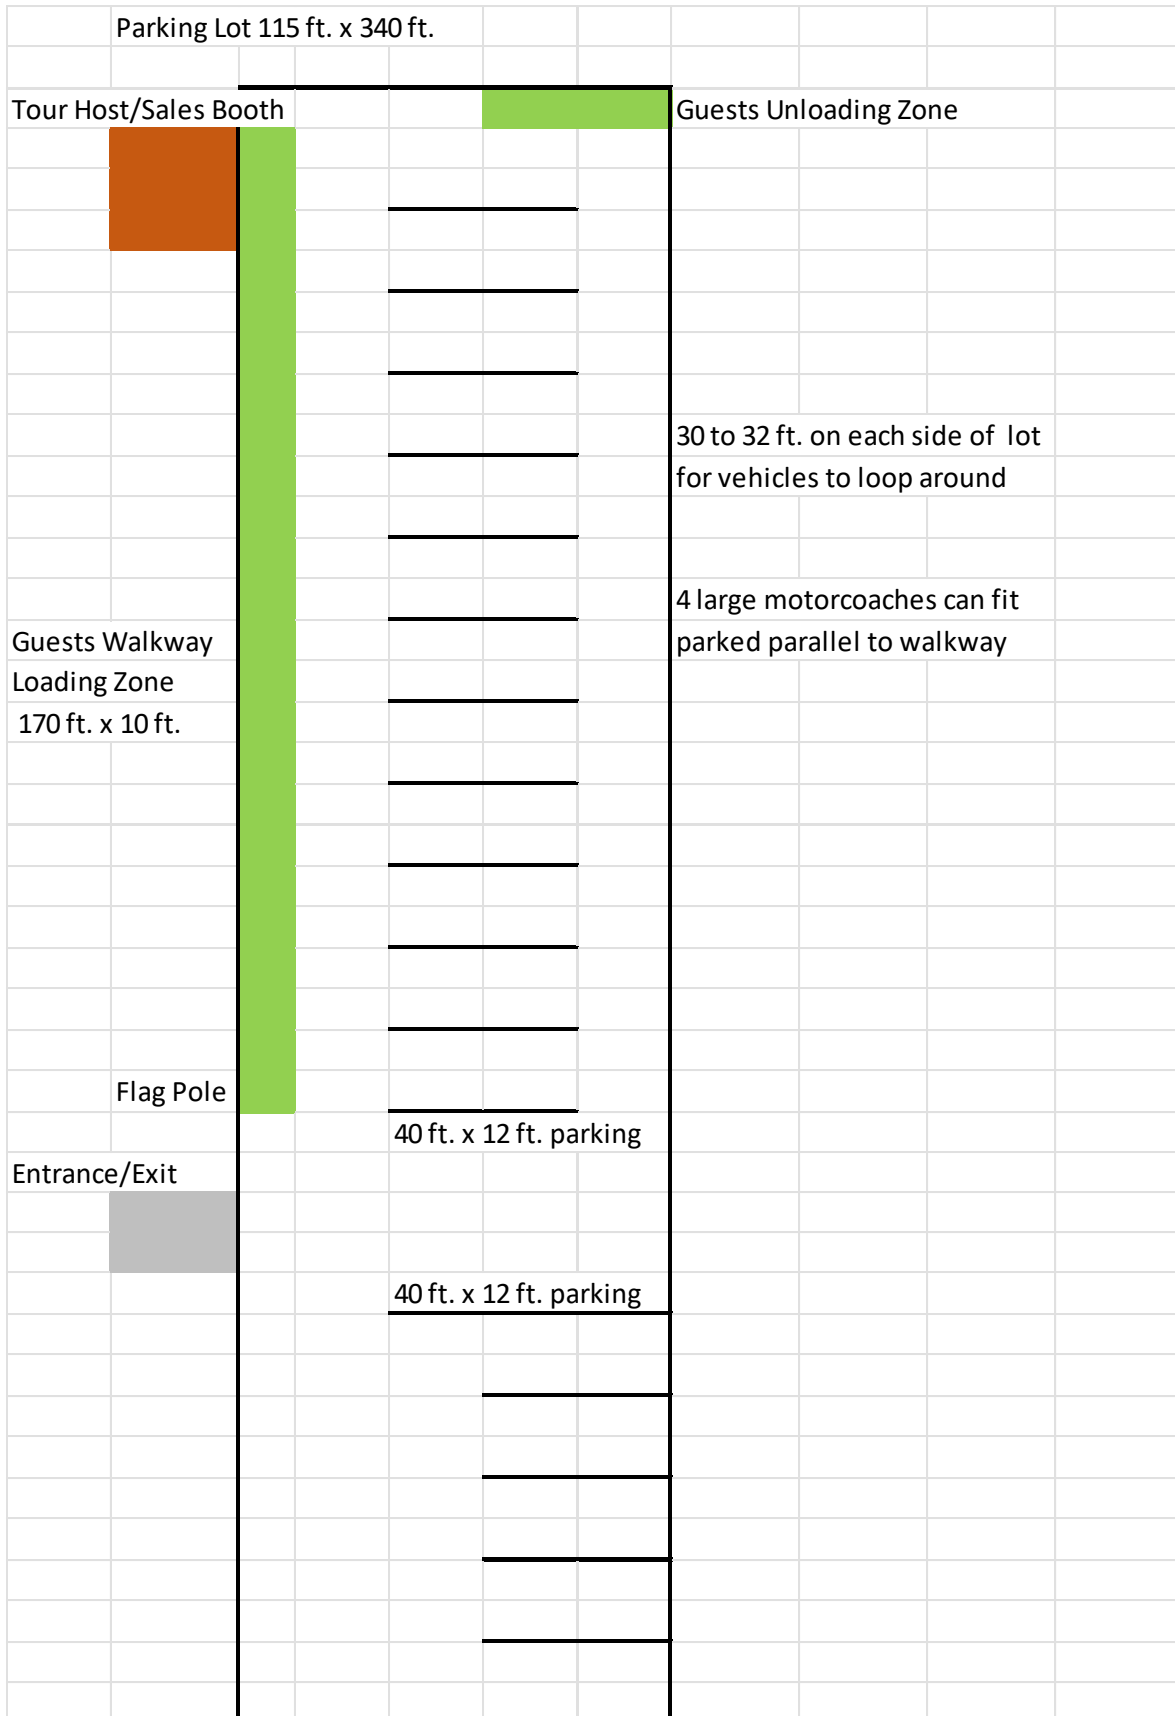 Parking Lot 115 ft. x 340 ft.
Tour Host/Sales Booth
Guests Unloading Zone
30 to 32 ft. on each side of lot
for vehicles to loop around
4 large motorcoaches can fit
parked parallel to walkway
Guests Walkway
Loading Zone
170 ft. x 10 ft.
Flag Pole
40 ft. x 12 ft. parking
Entrance/Exit
40 ft. x 12 ft. parking